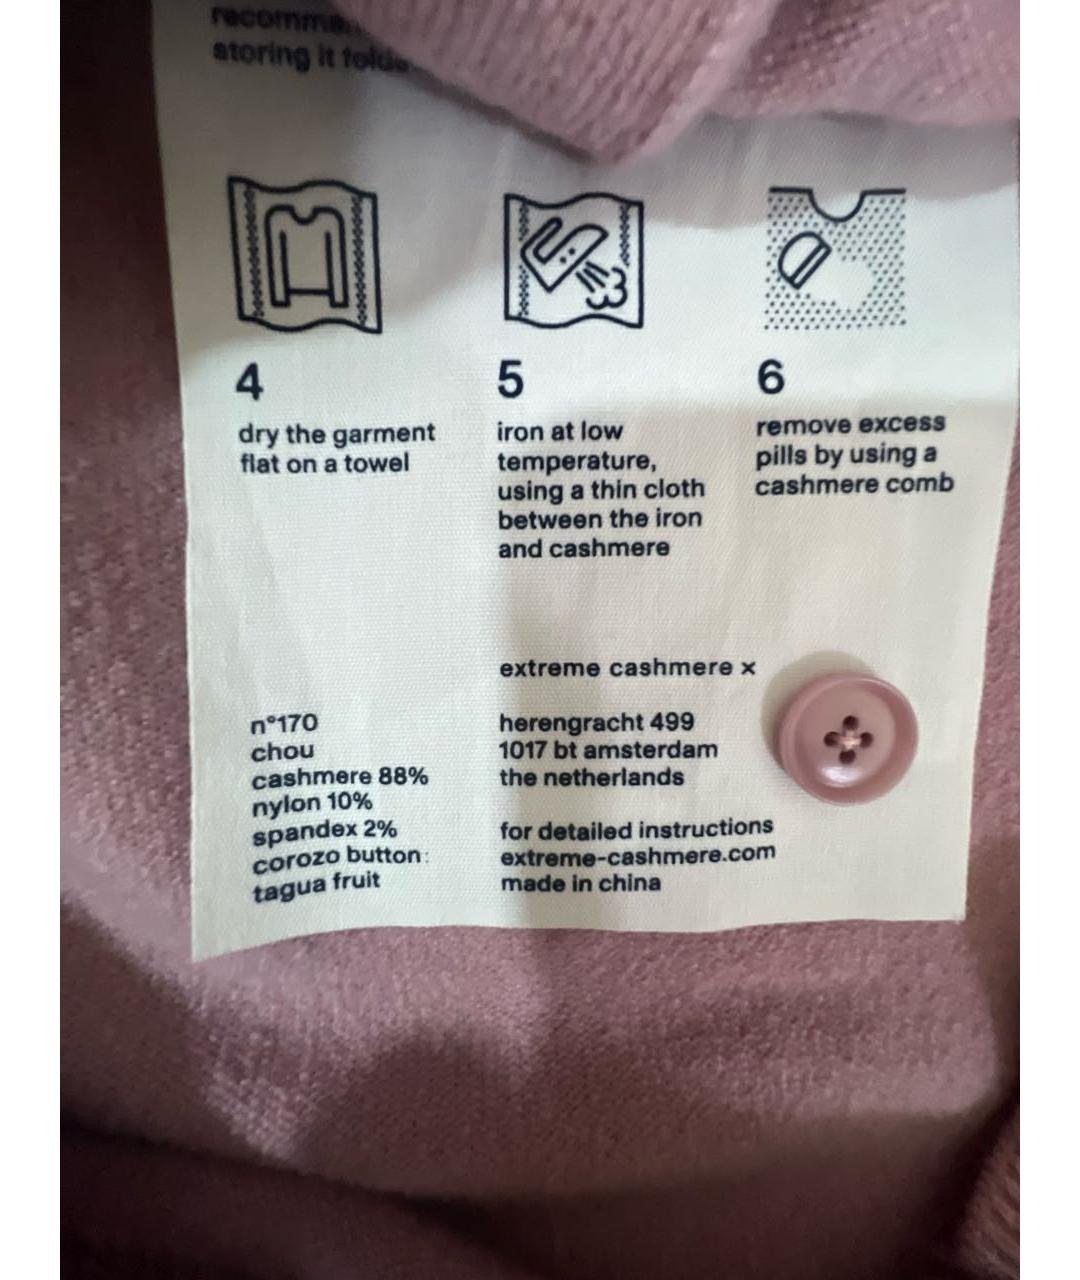 storing it
4
dry the garment
flat on a towel
5
iron at low
temperature,
using a thin cloth
between the iron
and cashmere
6
remove excess
pills by using a
cashmere comb
n°170
chou
cashmere 88%
nylon 10%
spandex 2%
corozo button:
tagua fruit
extreme cashmere x
herengracht 499
1017 bt amsterdam
the netherlands
for detailed instructions
extreme-cashmere.com
made in china